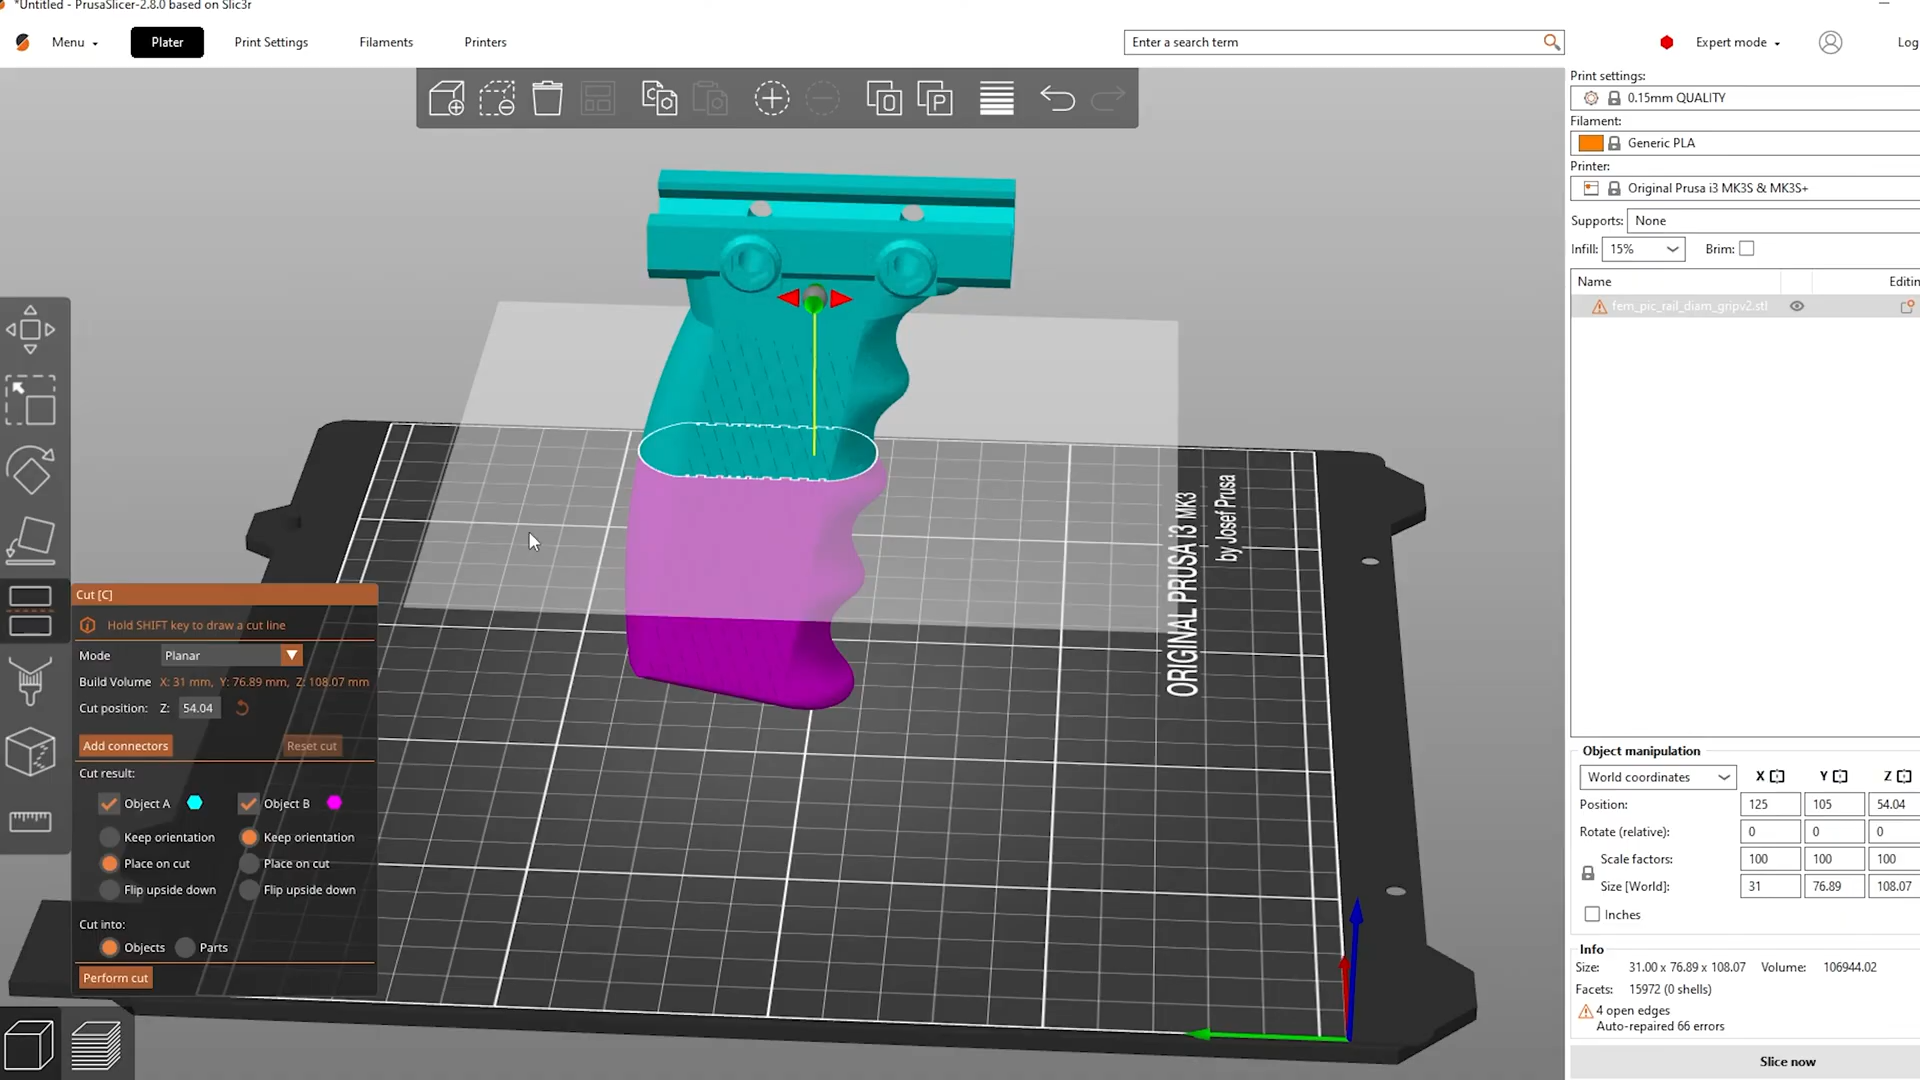 *Untitled - PrusaSlicer-2.8.0 based on Slic3r
Menu Plater Print Settings Filaments Printers Enter a search term Expert mode Log
Print settings:
0.15mm QUALITY
Filament:
Generic PLA
Printer:
Original Prusa i3 MK3S & MK3S+
Supports: None
Infill: 15% Brim:
Name Editin
fem_pic_rail_diam_gripv2.stl
ORIGINAL PRUSA i3 MK3
by Josef Prusa
Cut [C]
Hold SHIFT key to draw a cut line
Mode Planar
Build Volume X: 31 mm, Y: 76.89 mm, Z: 108.07 mm
Cut position: Z: 54.04
Add connectors Reset cut
Cut result:
Object A Object B
Keep orientation Keep orientation
Place on cut Place on cut
Flip upside down Flip upside down
Cut into:
Objects Parts
Perform cut
Object manipulation
World coordinates X Y Z
Position: 125 105 54.04
Rotate (relative): 0 0 0
Scale factors: 100 100 100
Size [World]: 31 76.89 108.07
Inches
Info
Size: 31.00 x 76.89 x 108.07 Volume: 106944.02
Facets: 15972 (0 shells)
4 open edges
Auto-repaired 66 errors
Slice now